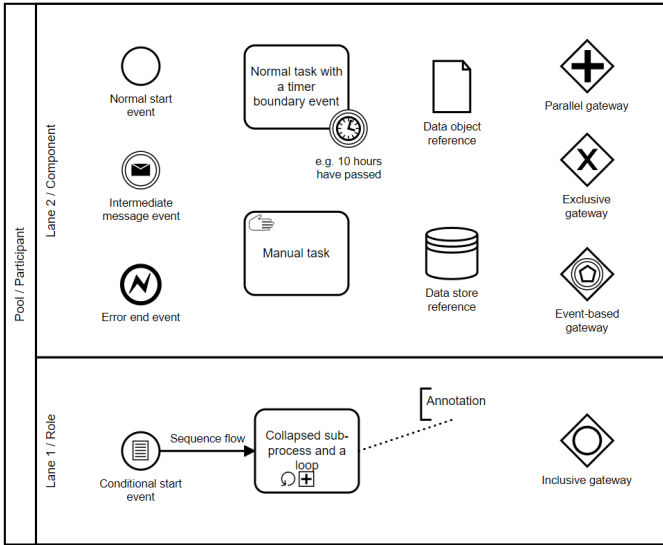 Pool / Participant
Lane 2 / Component
Normal start
event
Normal task with
a timer
boundary event
e.g. 10 hours
have passed
Data object
reference
Parallel gateway
Intermediate
message event
X
Exclusive
gateway
Manual task
Error end event
Data store
reference
Event-based
gateway
Lane 1 / Role
Conditional start
event
Sequence flow
Collapsed sub-
process and a
loop
Annotation
Inclusive gateway